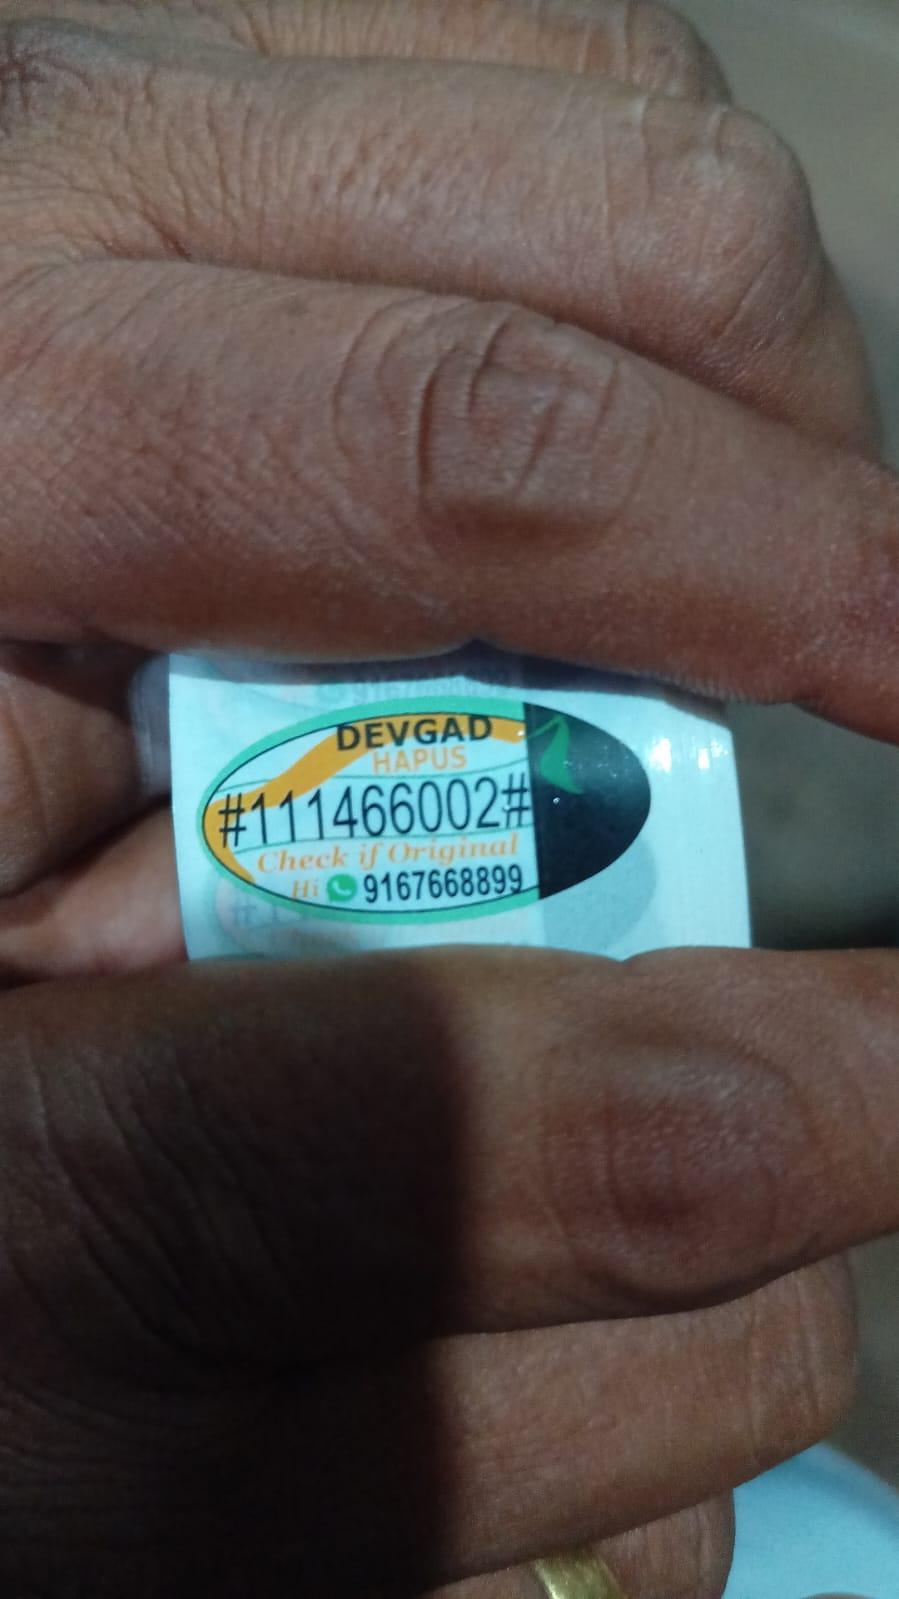 DEVGAD
HAPUS
#111466002#
Check if Original
Hi 9167668899